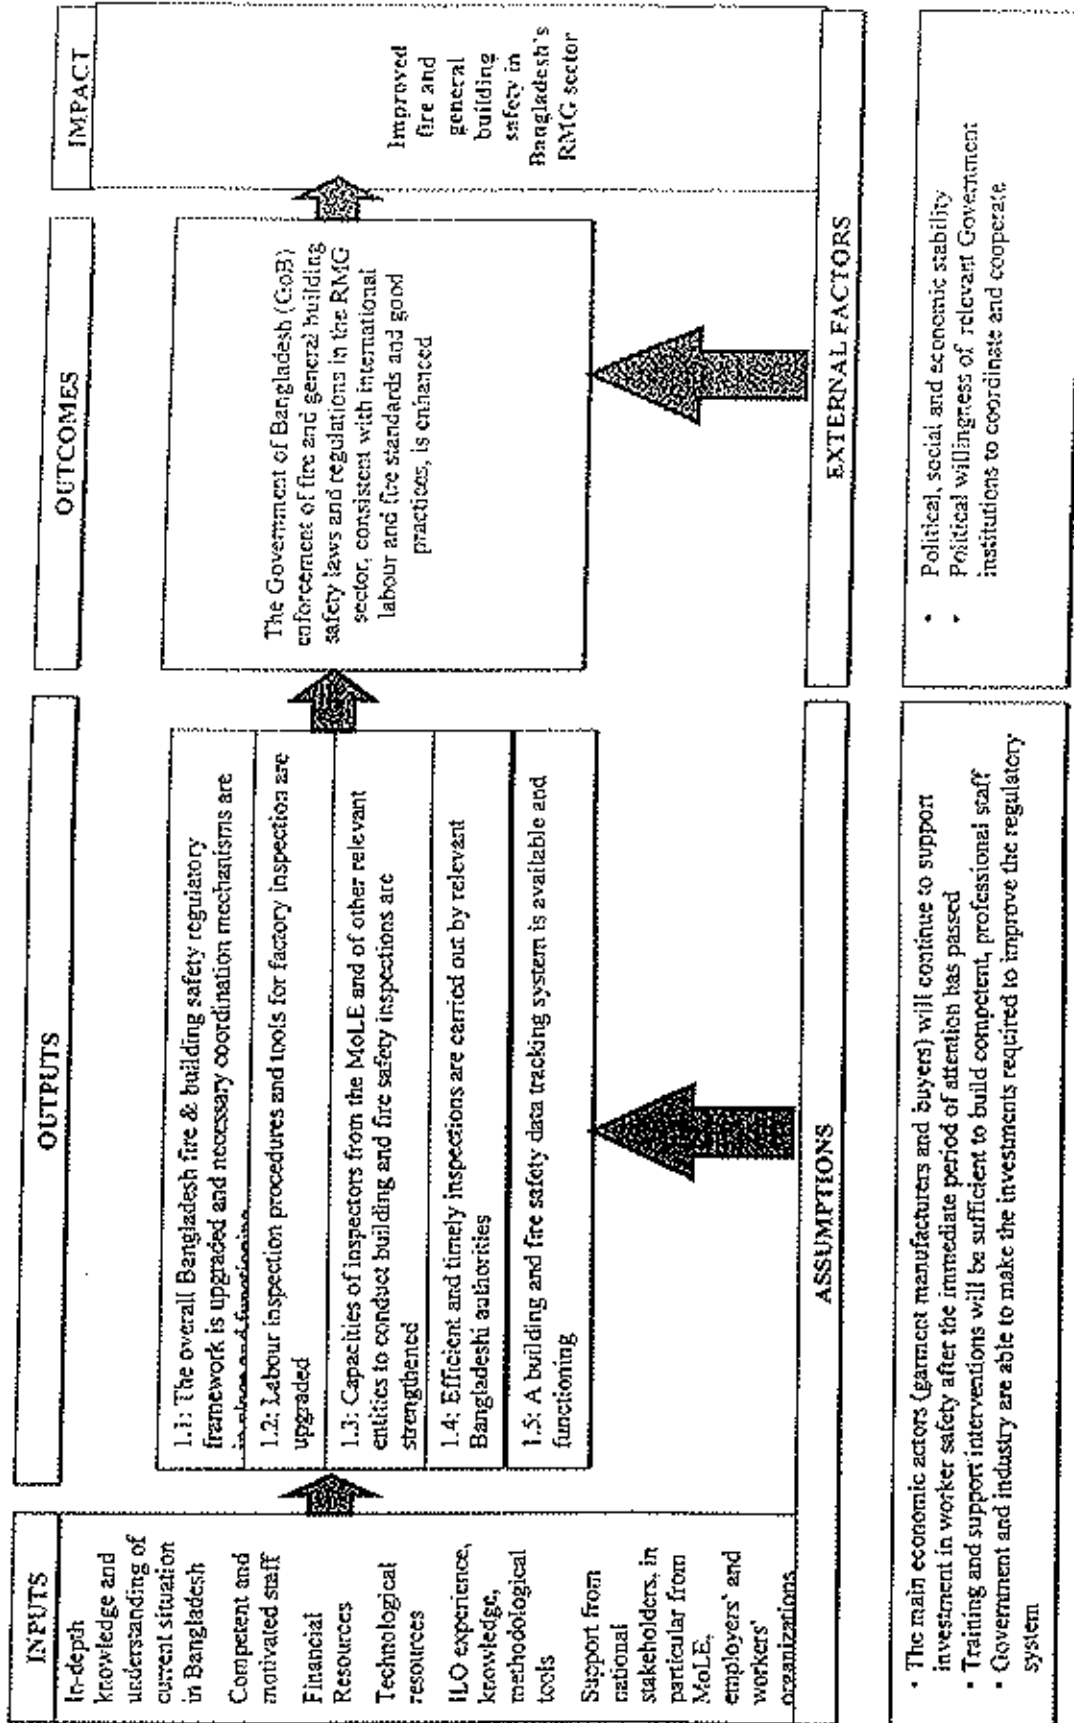 INPUTS
In-depth
knowledge and
understanding of
current situation
in Bangladesh
Competent and
motivated staff
Financial
Resources
Technological
resources
ILO experience,
knowledge,
methodological
tools
Support from
national
stakeholders, in
particular from
MoLE,
employers' and
workers'
organizations
OUTPUTS
1.1: The overall Bangladesh fire & building safety regulatory
framework is upgraded and necessary coordination mechanisms are
in place and functioning
1.2: Labour inspection procedures and tools for factory inspection are
upgraded
1.3: Capacities of inspectors from the MoLE and of other relevant
entities to conduct building and fire safety inspections are
strengthened
1.4: Efficient and timely inspections are carried out by relevant
Bangladeshi authorities
1.5: A building and fire safety data tracking system is available and
functioning
OUTCOMES
The Government of Bangladesh (GoB)
enforcement of fire and general building
safety laws and regulations in the RMG
sector, consistent with international
labour and fire standards and good
practices, is enhanced
IMPACT
Improved
fire and
general
building
safety in
Bangladesh's
RMG sector
ASSUMPTIONS
• The main economic actors (garment manufacturers and buyers) will continue to support
investment in worker safety after the immediate period of attention has passed
• Training and support interventions will be sufficient to build competent, professional staff
• Government and industry are able to make the investments required to improve the regulatory
system
EXTERNAL FACTORS
• Political, social and economic stability
• Political willingness of relevant Government
institutions to coordinate and cooperate